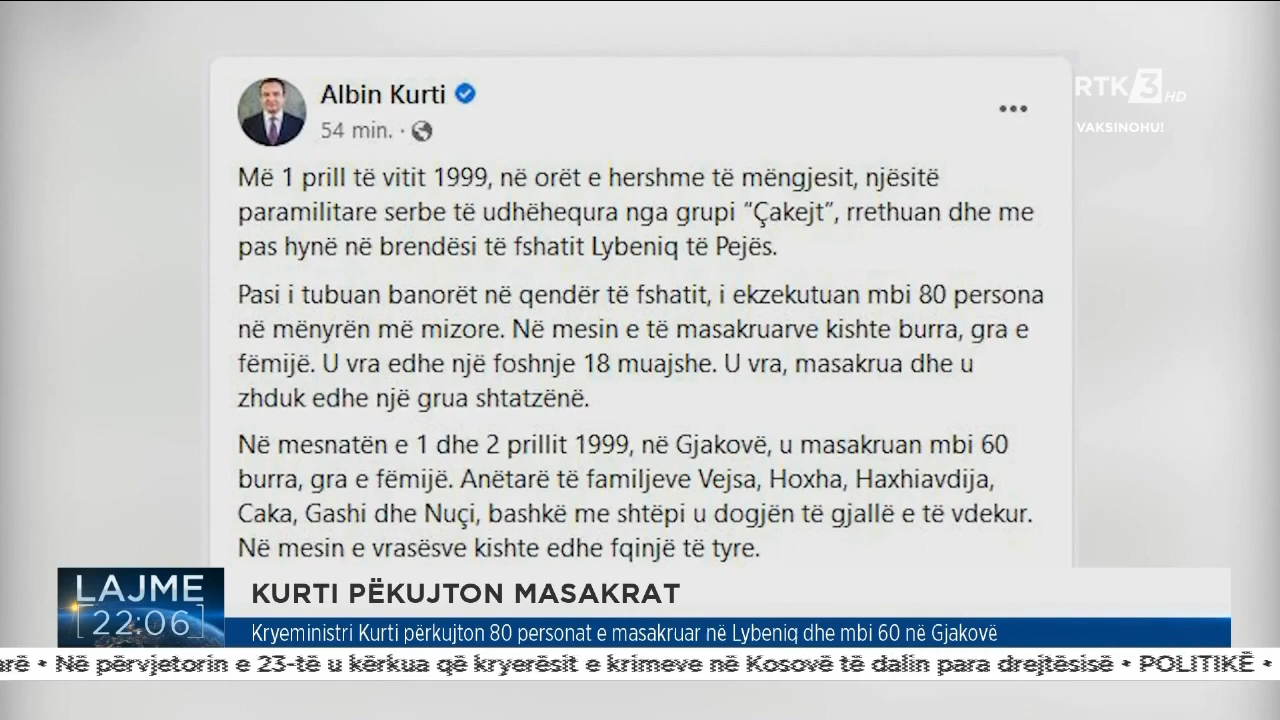 Albin Kurti
54 min. ·
RTK 3 HD
VAKSINOHU!
Më 1 prill të vitit 1999, në orët e hershme të mëngjesit, njësitë
paramilitare serbe të udhëhequra nga grupi “Çakejt”, rrethuan dhe me
pas hynë në brendësi të fshatit Lybeniq të Pejës.
Pasi i tubuan banorët në qendër të fshatit, i ekzekutuan mbi 80 persona
në mënyrën më mizore. Në mesin e të masakruarve kishte burra, gra e
fëmijë. U vra edhe një foshnje 18 muajshe. U vra, masakrua dhe u
zhduk edhe një grua shtatzënë.
Në mesnatën e 1 dhe 2 prillit 1999, në Gjakovë, u masakruan mbi 60
burra, gra e fëmijë. Anëtarë të familjeve Vejsa, Hoxha, Haxhiavdija,
Caka, Gashi dhe Nuçi, bashkë me shtëpi u dogjën të gjallë e të vdekur.
Në mesin e vrasësve kishte edhe fqinjë të tyre.
LAJME
[22:06]
KURTI PËKUJTON MASAKRAT
Kryeministri Kurti përkujton 80 personat e masakruar në Lybeniq dhe mbi 60 në Gjakovë
arë • Në përvjetorin e 23-të u kërkua që kryerësit e krimeve në Kosovë të dalin para drejtësisë • POLITIKË •